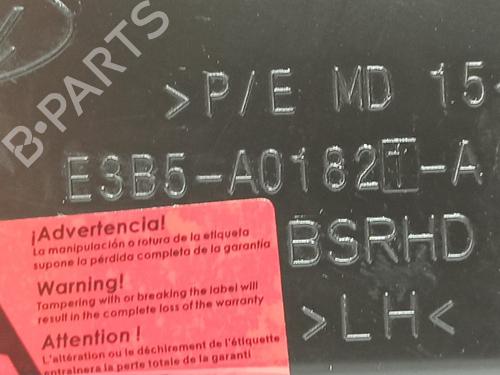 B-PARTS
>P/E MD 15
E3B5-A01821-A
BSRHD
>LH<
¡Advertencia!
La manipulación o rotura de la etiqueta
supone la pérdida completa de la garantía
Warning!
Tampering with or breaking the label will
result in the complete loss of the warranty
Attention !
L'altération ou le déchirement de l'étiquette
entraînera la perte totale de la garanti